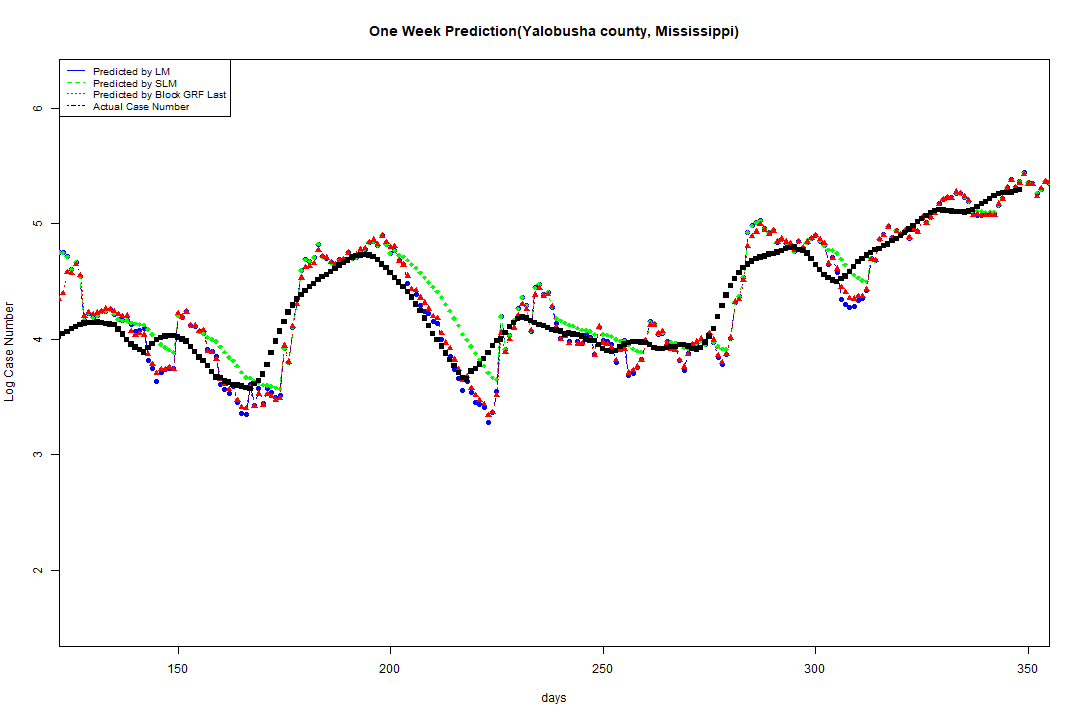 One Week Prediction(Yalobusha county, Mississippi)
Predicted by LM
Predicted by SLM
Predicted by Block GRF Last
Actual Case Number
Log Case Number
6
5
4
3
2
150 200 250 300 350
days